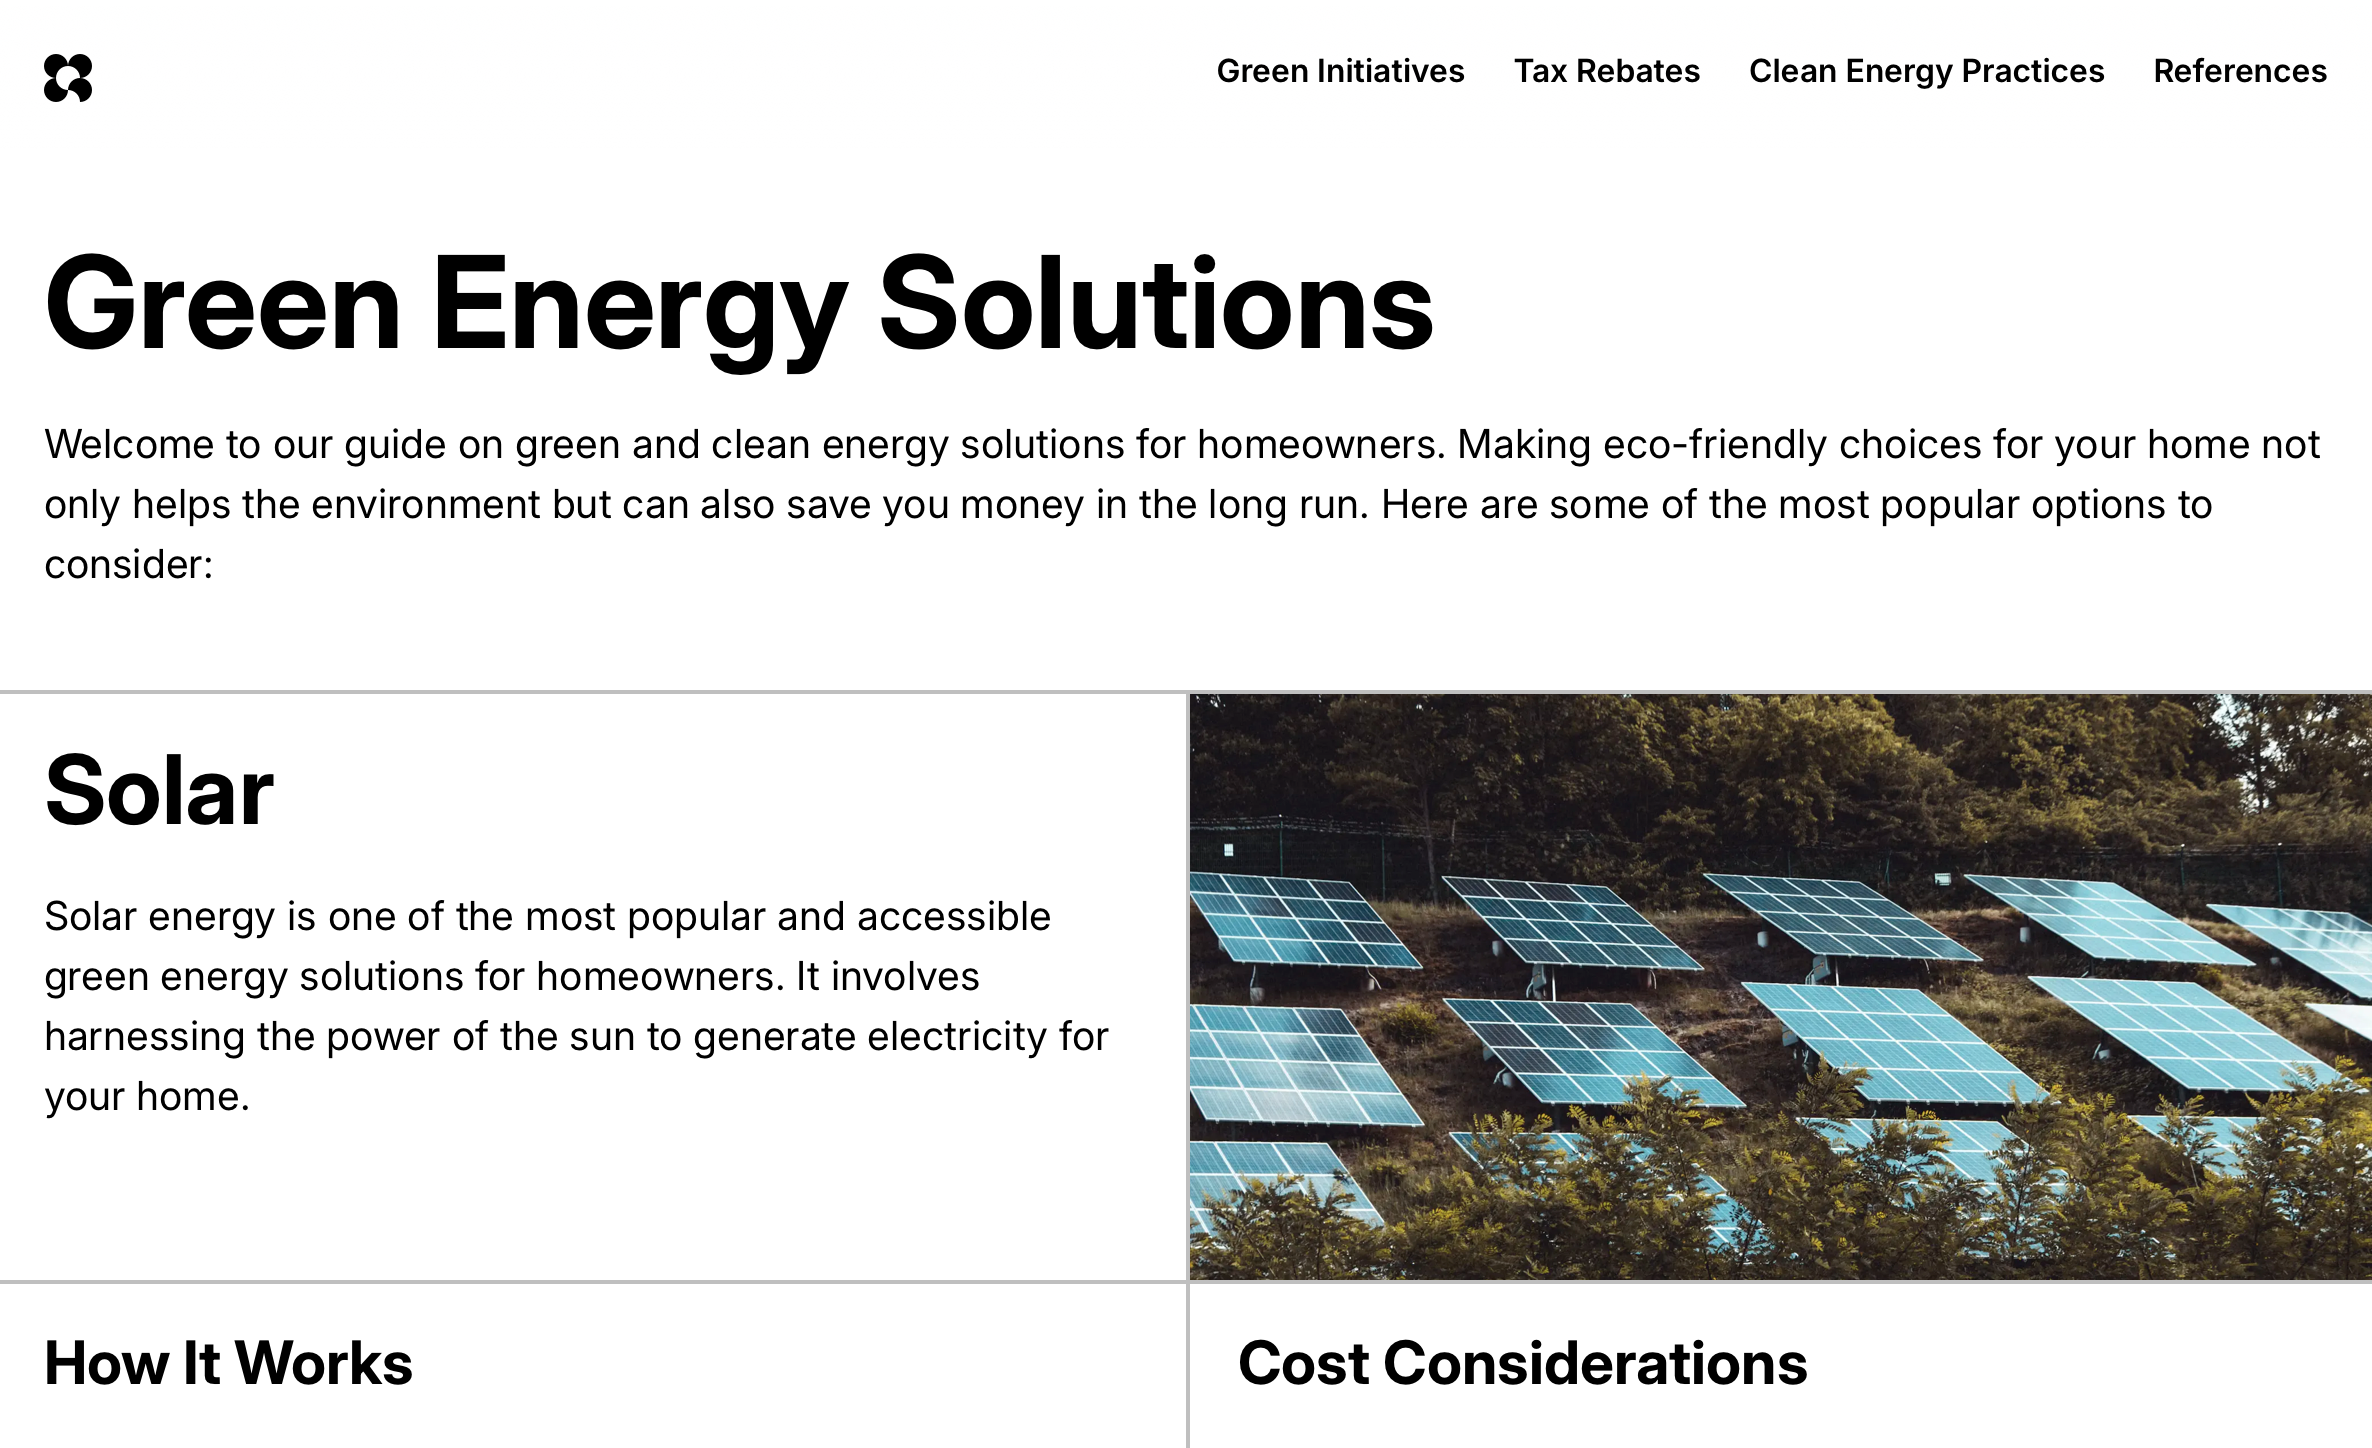 Green Initiatives Tax Rebates Clean Energy Practices References
Green Energy Solutions
Welcome to our guide on green and clean energy solutions for homeowners. Making eco-friendly choices for your home not
only helps the environment but can also save you money in the long run. Here are some of the most popular options to
consider:
Solar
Solar energy is one of the most popular and accessible
green energy solutions for homeowners. It involves
harnessing the power of the sun to generate electricity for
your home.
How It Works
Cost Considerations